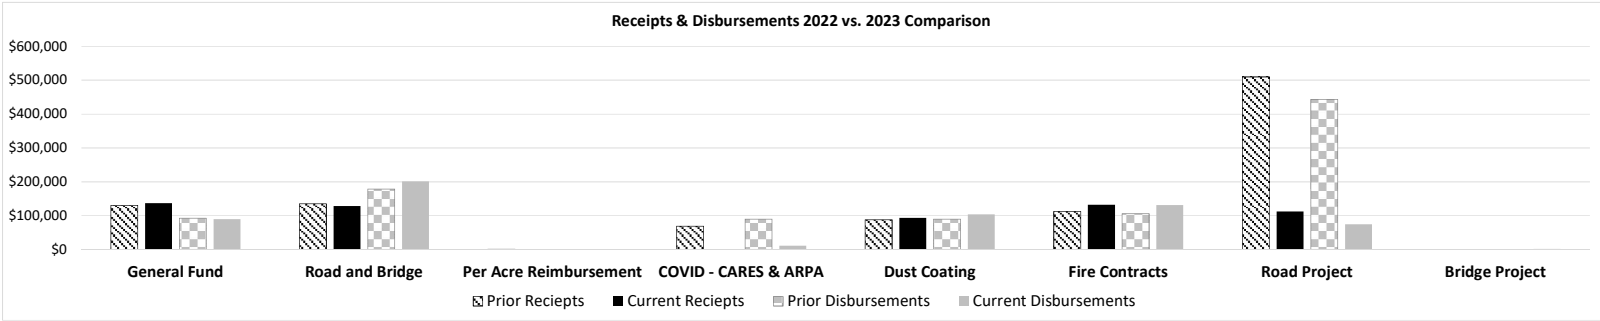 Receipts & Disbursements 2022 vs. 2023 Comparison
$600,000
$500,000
$400,000
$300,000
$200,000
$100,000
$0
General Fund Road and Bridge Per Acre Reimbursement COVID - CARES & ARPA Dust Coating Fire Contracts Road Project Bridge Project
Prior Reciepts Current Reciepts Prior Disbursements Current Disbursements